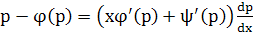 p − φ(p) = (xφ′(p) + ψ′(p)) dp/dx